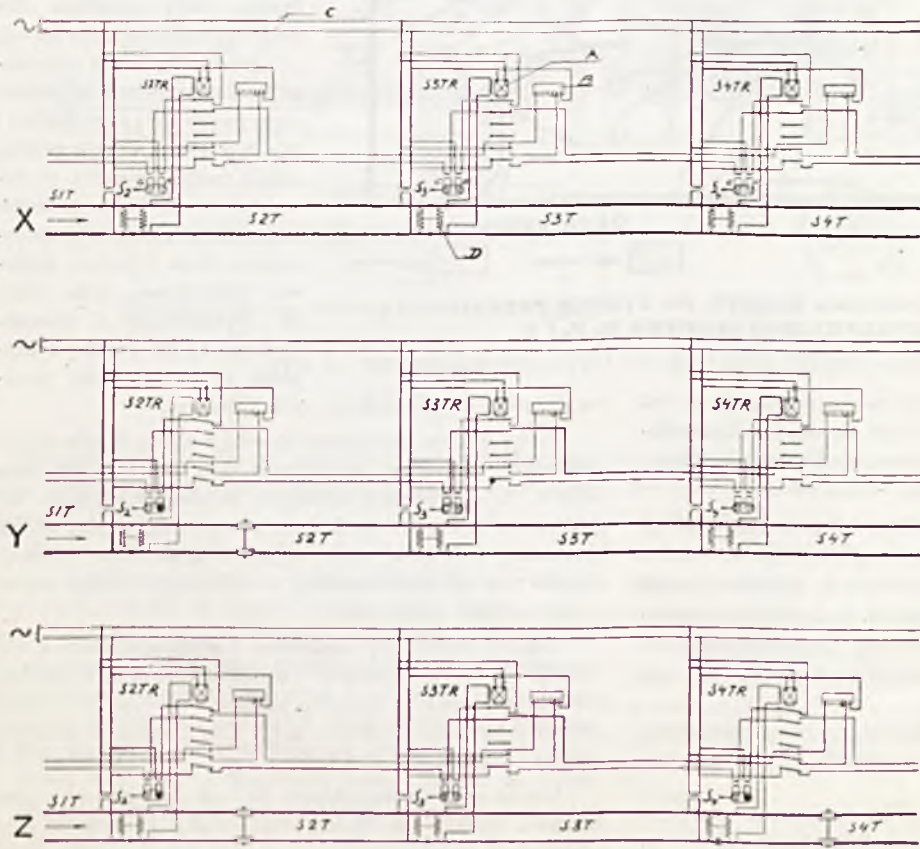 C
A
S2TR S3TR B S4TR
S2 S3 S4
S1T
X S2T S3T S4T
D
S2TR S3TR S4TR
S2 S3 S4
S1T
Y S2T S3T S4T
S2TR S3TR S4TR
S2 S3 S4
S1T
Z S2T S3T S4T